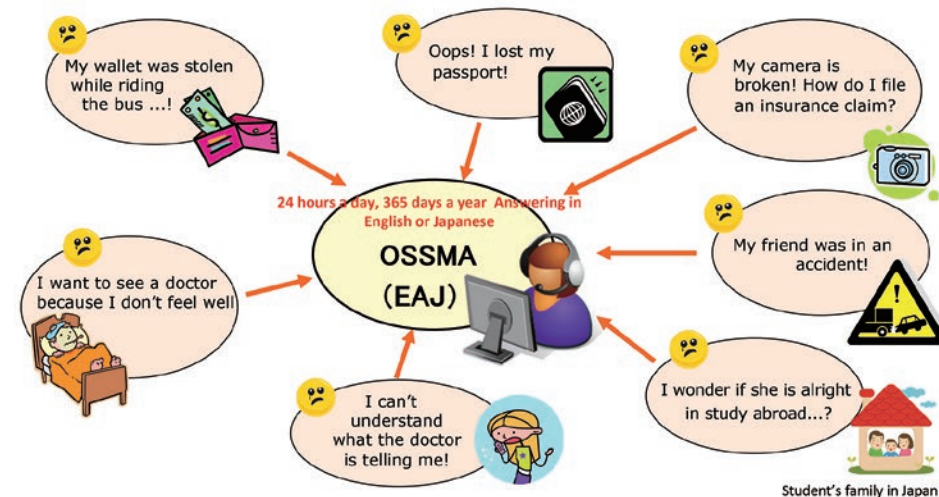 My wallet was stolen
while riding
the bus ...!
Oops! I lost my
passport!
My camera is
broken! How do I file
an insurance claim?
24 hours a day, 365 days a year Answering in
English or Japanese
OSSMA
(EAJ)
My friend was in an
accident!
I want to see a doctor
because I don't feel well
I can't
understand
what the doctor
is telling me!
I wonder if she is alright
in study abroad...?
Student's family in Japan